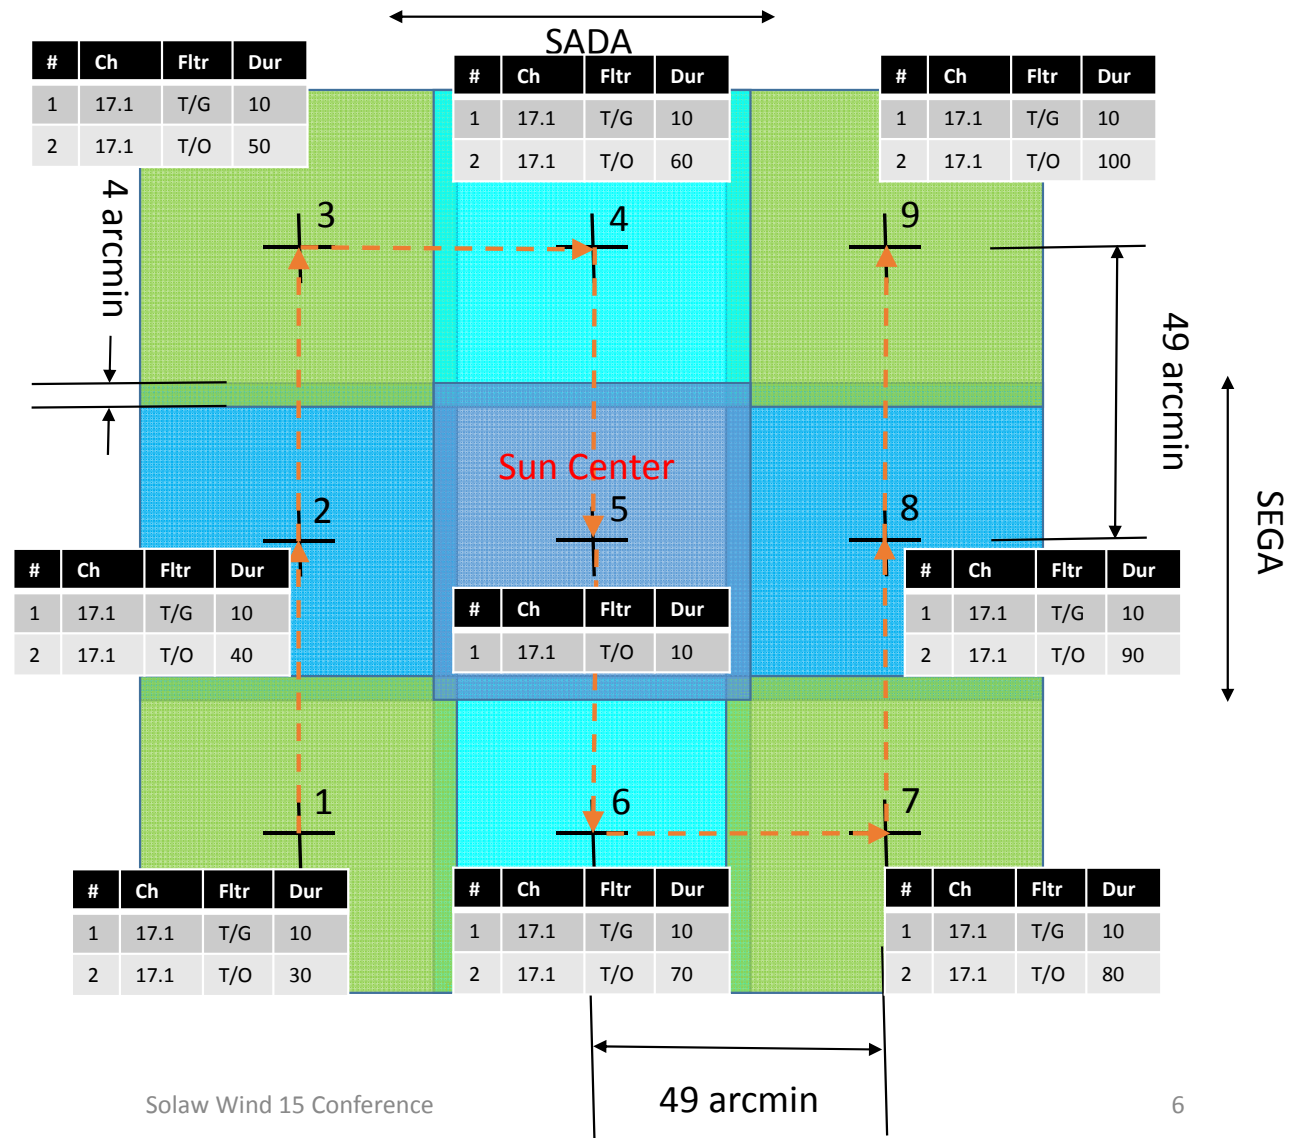 SADA
# Ch Fltr Dur
1 17.1 T/G 10
2 17.1 T/O 50
# Ch Fltr Dur
1 17.1 T/G 10
2 17.1 T/O 60
# Ch Fltr Dur
1 17.1 T/G 10
2 17.1 T/O 100
4 arcmin
3
4
9
49 arcmin
SEGA
Sun Center
2
5
8
# Ch Fltr Dur
1 17.1 T/G 10
2 17.1 T/O 40
# Ch Fltr Dur
1 17.1 T/O 10
# Ch Fltr Dur
1 17.1 T/G 10
2 17.1 T/O 90
1
6
7
# Ch Fltr Dur
1 17.1 T/G 10
2 17.1 T/O 30
# Ch Fltr Dur
1 17.1 T/G 10
2 17.1 T/O 70
# Ch Fltr Dur
1 17.1 T/G 10
2 17.1 T/O 80
49 arcmin
Solaw Wind 15 Conference
6